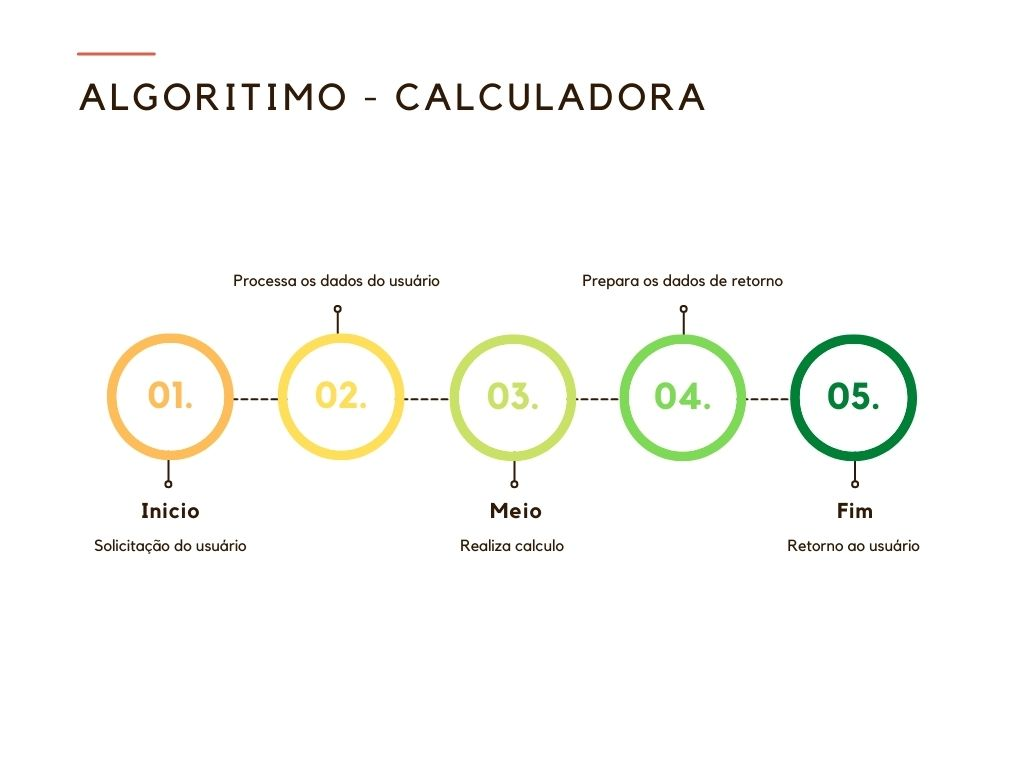 ALGORITIMO - CALCULADORA
Processa os dados do usuário
Prepara os dados de retorno
01.
02.
03.
04.
05.
Inicio
Meio
Fim
Solicitação do usuário
Realiza calculo
Retorno ao usuário